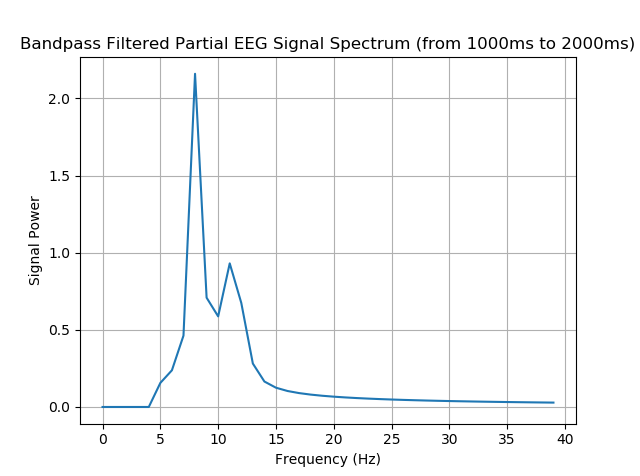 Bandpass Filtered Partial EEG Signal Spectrum (from 1000ms to 2000ms)
2.0
1.5
1.0
0.5
0.0
Signal Power
0 5 10 15 20 25 30 35 40
Frequency (Hz)